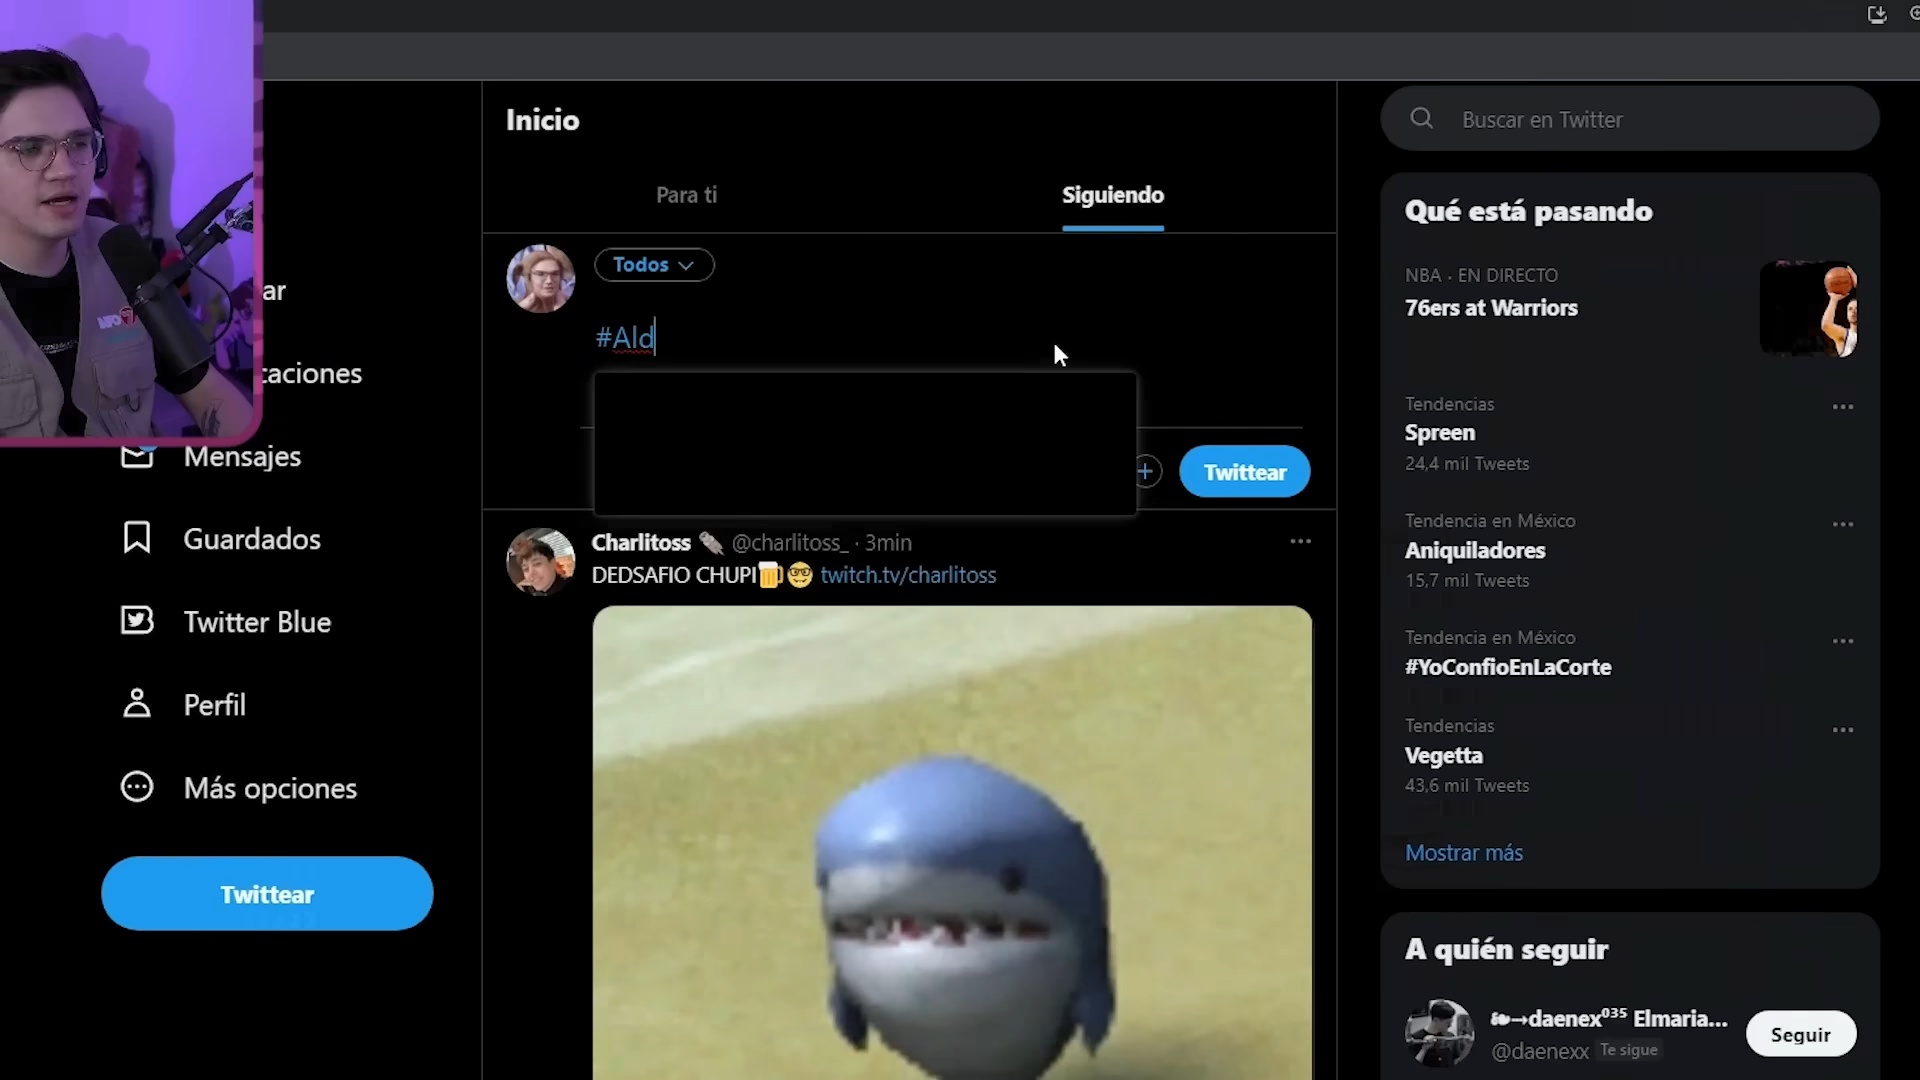 Inicio
Para ti
Siguiendo
Todos
#Ald
Twittear
Charlitoss @charlitoss_ · 3min
DEDSAFIO CHUPI🍺🤓 twitch.tv/charlitoss
ar
caciones
Mensajes
Guardados
Twitter Blue
Perfil
Más opciones
Twittear
Buscar en Twitter
Qué está pasando
NBA · EN DIRECTO
76ers at Warriors
Tendencias
Spreen
24,4 mil Tweets
Tendencia en México
Aniquiladores
15,7 mil Tweets
Tendencia en México
#YoConfioEnLaCorte
Tendencias
Vegetta
43,6 mil Tweets
Mostrar más
A quién seguir
daenex⁰³⁵ Elmaria...
@daenexx Te sigue
Seguir